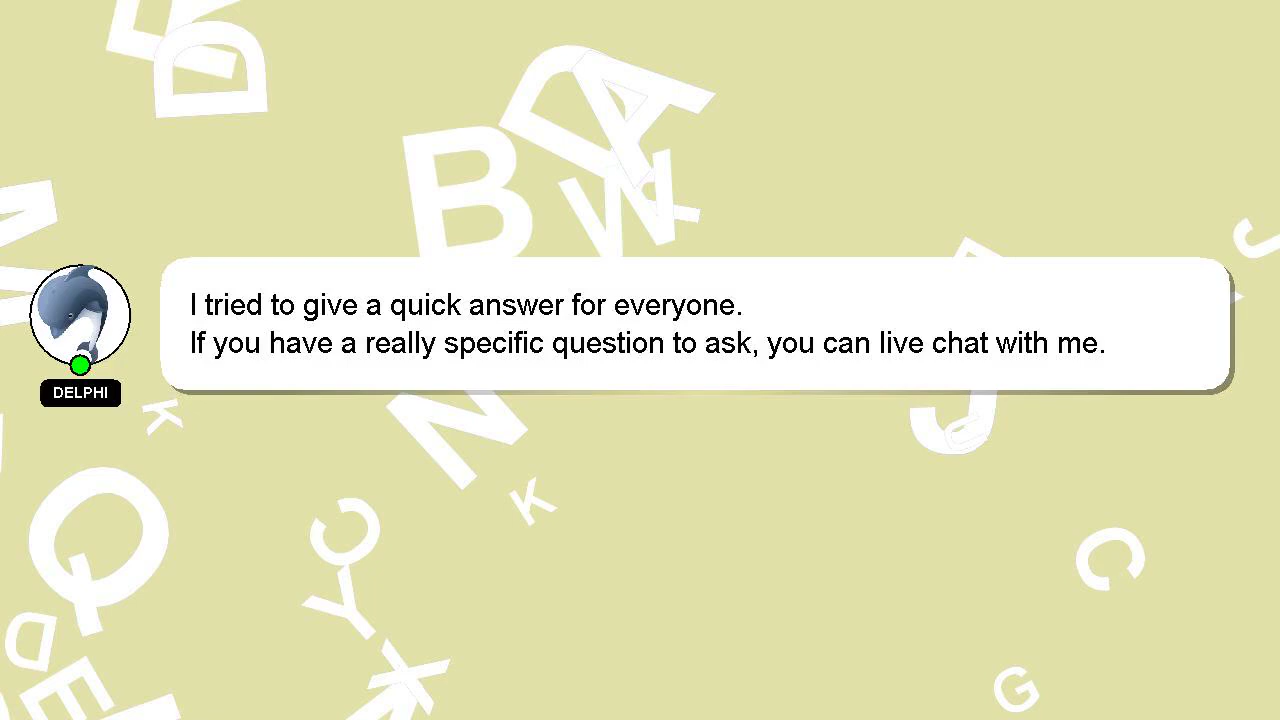 I tried to give a quick answer for everyone.
If you have a really specific question to ask, you can live chat with me.
DELPHI